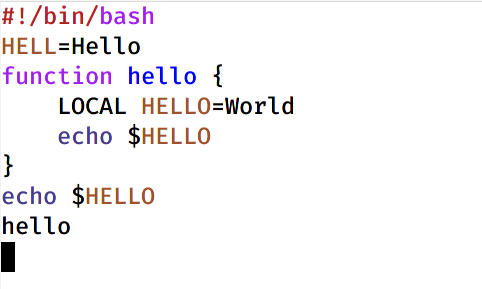 #!/bin/bash
HELL=Hello
function hello {
    LOCAL HELLO=World
    echo $HELLO
}
echo $HELLO
hello